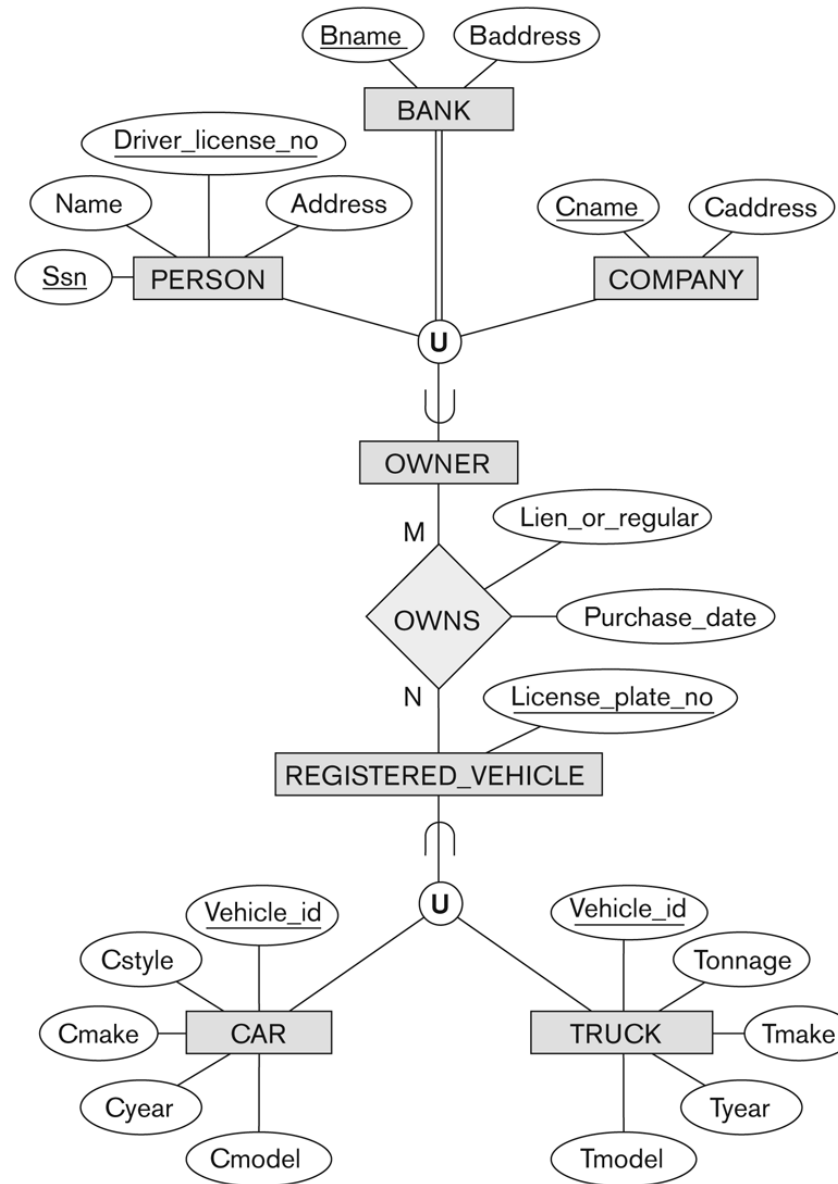 Bname
Baddress
BANK
Driver_license_no
Name
Address
Cname
Caddress
Ssn
PERSON
COMPANY
U
OWNER
M
Lien_or_regular
OWNS
Purchase_date
N
License_plate_no
REGISTERED_VEHICLE
U
Vehicle_id
Vehicle_id
Cstyle
Tonnage
Cmake
CAR
TRUCK
Tmake
Cyear
Tyear
Cmodel
Tmodel